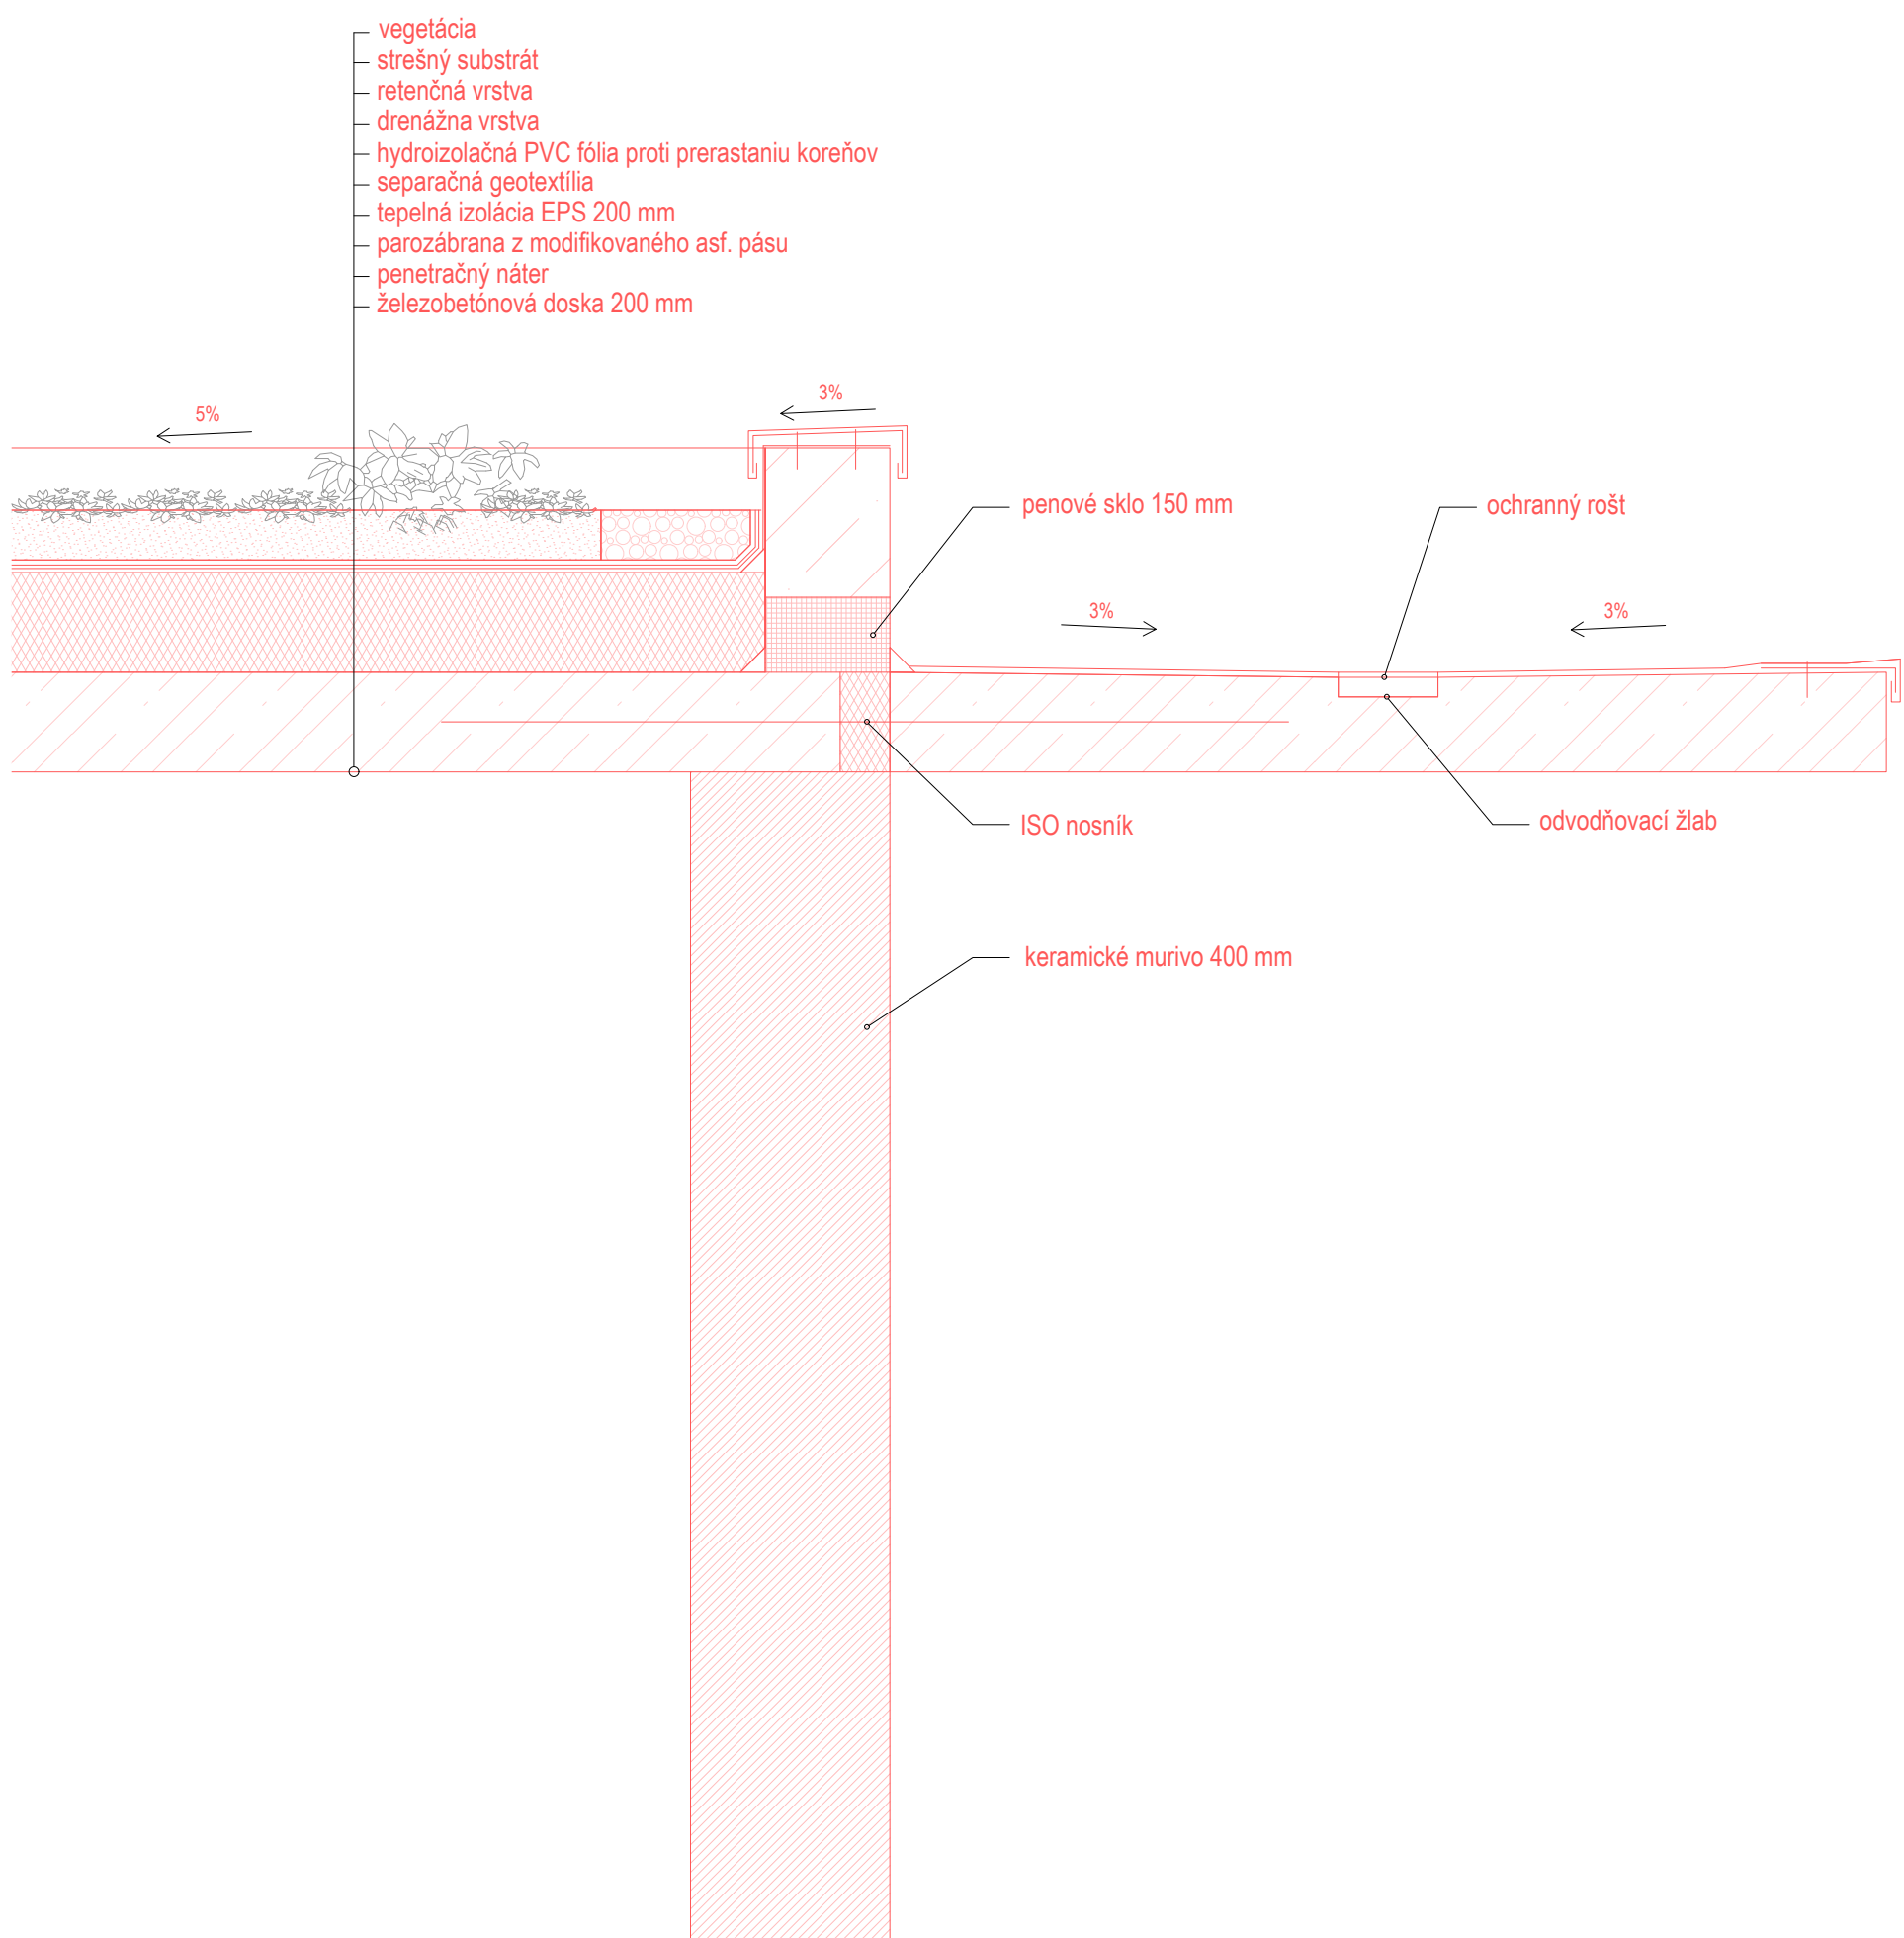 vegetácia
strešný substrát
retenčná vrstva
drenážna vrstva
hydroizolačná PVC fólia proti prerastaniu koreňov
separačná geotextília
tepelná izolácia EPS 200 mm
parozábrana z modifikovaného asf. pásu
penetračný náter
železobetónová doska 200 mm
5%
3%
penové sklo 150 mm
ochranný rošt
3%
3%
ISO nosník
odvodňovací žlab
keramické murivo 400 mm